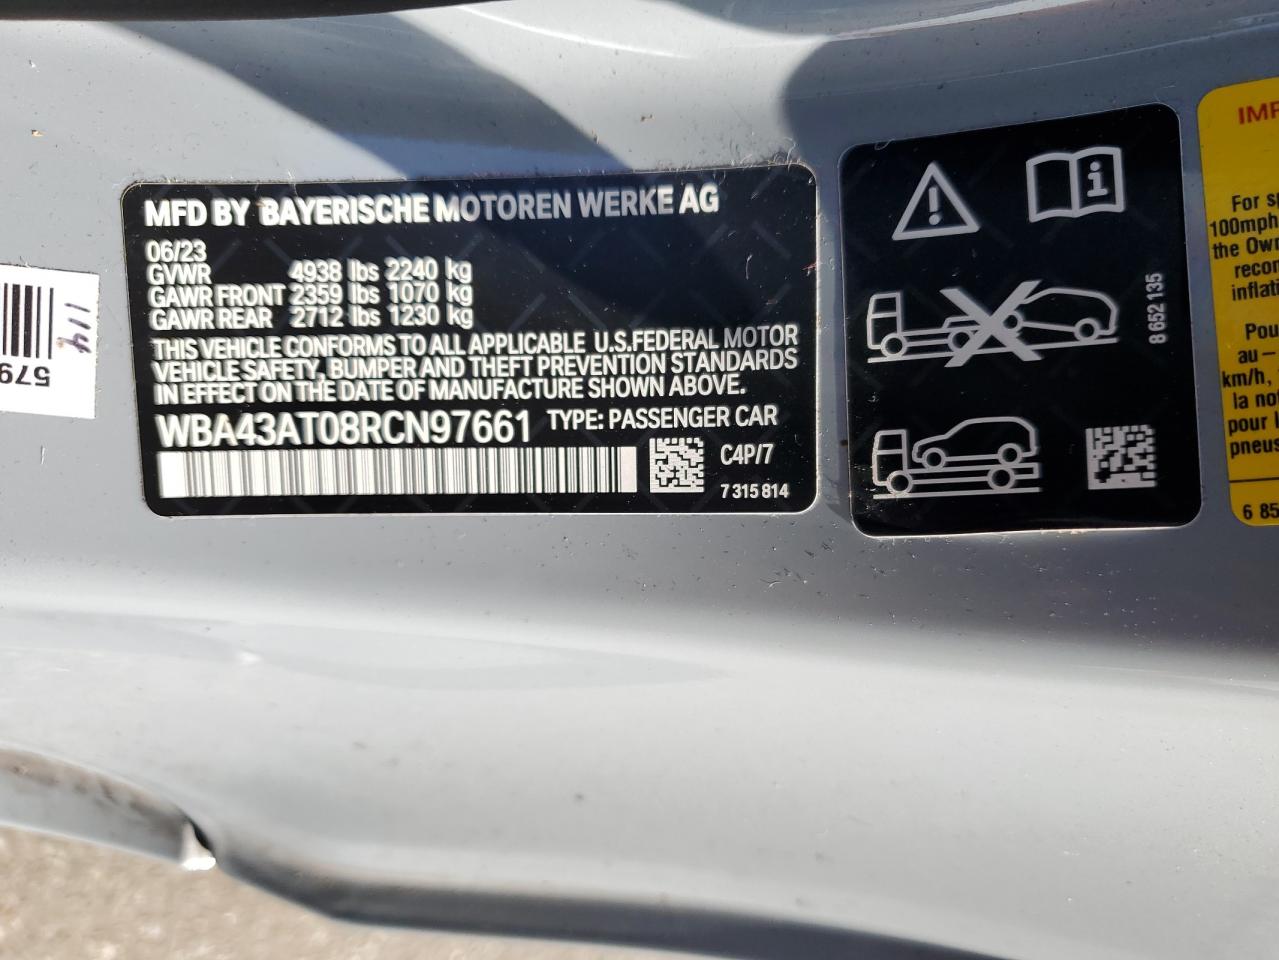 MFD BY BAYERISCHE MOTOREN WERKE AG
06/23
GVWR 4938 lbs 2240 kg
GAWR FRONT 2359 lbs 1070 kg
GAWR REAR 2712 lbs 1230 kg
THIS VEHICLE CONFORMS TO ALL APPLICABLE U.S.FEDERAL MOTOR
VEHICLE SAFETY, BUMPER AND THEFT PREVENTION STANDARDS
IN EFFECT ON THE DATE OF MANUFACTURE SHOWN ABOVE.
WBA43AT08RCN97661 TYPE: PASSENGER CAR
C4P/7
7 315 814
579
114
i
8 652 135
IMP
For sp
100mph
the Own
recon
inflati
Pou
au –
km/h,
la not
pour l
pneus
6 85